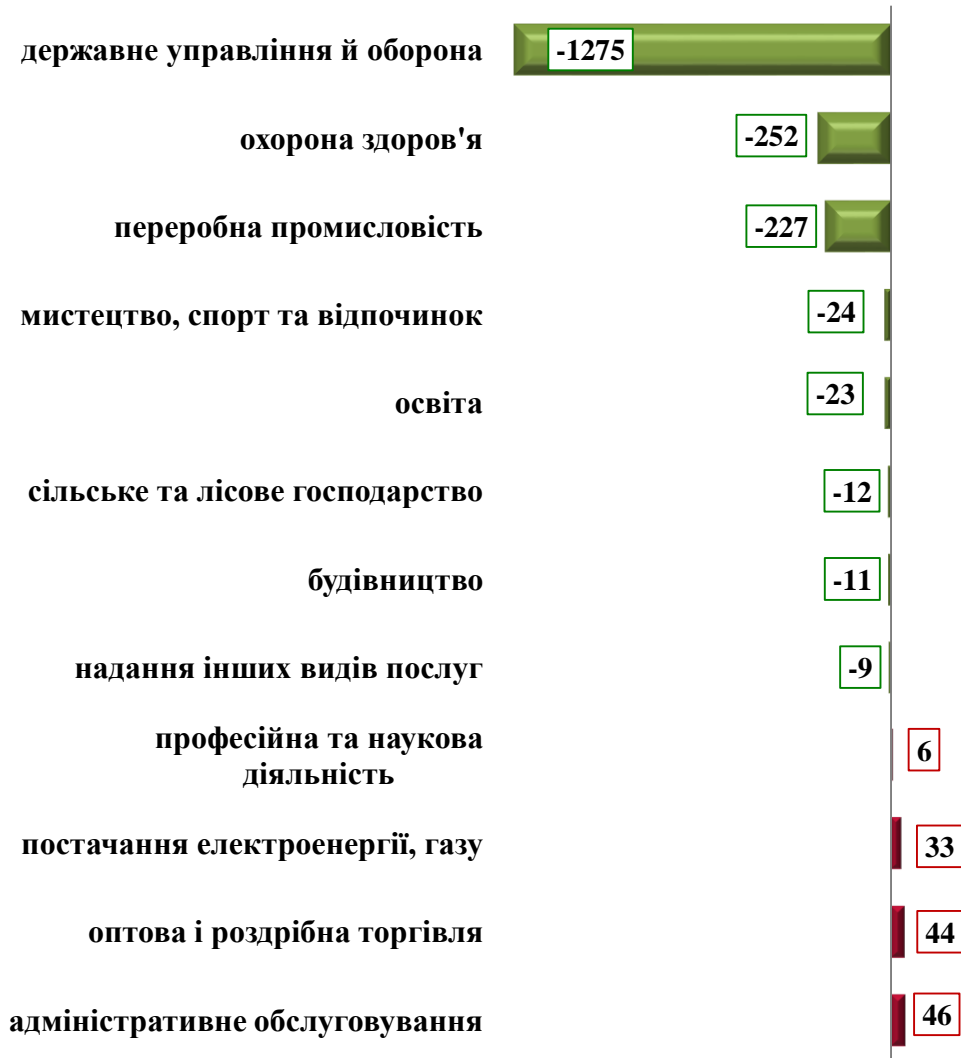 державне управління й оборона -1275
охорона здоров'я -252
переробна промисловість -227
мистецтво, спорт та відпочинок -24
освіта -23
сільське та лісове господарство -12
будівництво -11
надання інших видів послуг -9
професійна та наукова
діяльність 6
постачання електроенергії, газу 33
оптова і роздрібна торгівля 44
адміністративне обслуговування 46